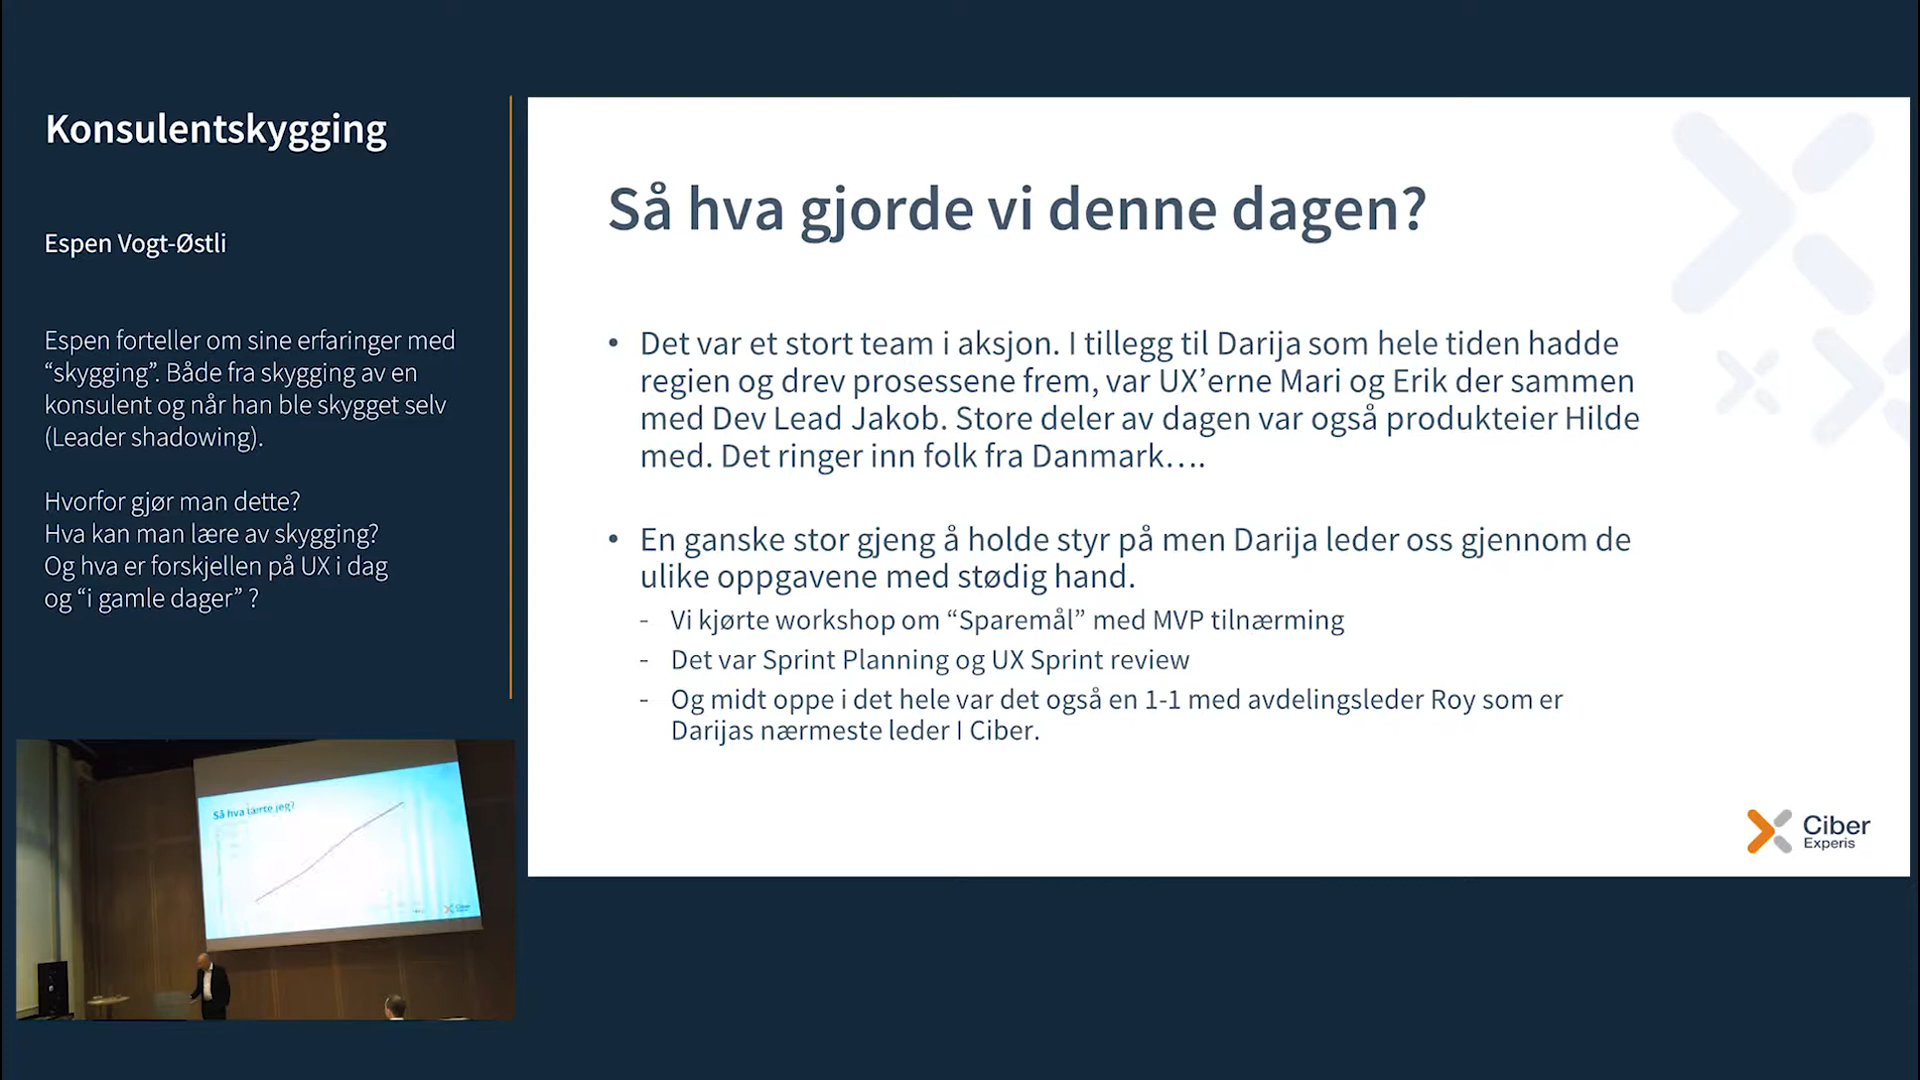 Konsulentskygging
Espen Vogt-Østli
Espen forteller om sine erfaringer med
“skygging”. Både fra skygging av en
konsulent og når han ble skygget selv
(Leader shadowing).
Hvorfor gjør man dette?
Hva kan man lære av skygging?
Og hva er forskjellen på UX i dag
og “i gamle dager” ?
Så hva gjorde vi denne dagen?
• Det var et stort team i aksjon. I tillegg til Darija som hele tiden hadde
regien og drev prosessene frem, var UX’erne Mari og Erik der sammen
med Dev Lead Jakob. Store deler av dagen var også produkteier Hilde
med. Det ringer inn folk fra Danmark….
• En ganske stor gjeng å holde styr på men Darija leder oss gjennom de
ulike oppgavene med stødig hand.
- Vi kjørte workshop om “Sparemål” med MVP tilnærming
- Det var Sprint Planning og UX Sprint review
- Og midt oppe i det hele var det også en 1-1 med avdelingsleder Roy som er
Darijas nærmeste leder I Ciber.
Ciber
Experis
Så hva lærte jeg?
Ciber